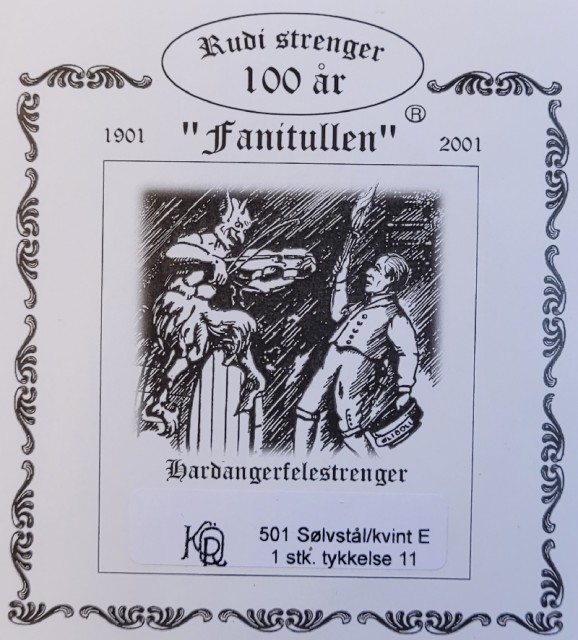 Rudi strenger
100 år
1901 "Fanitullen" ® 2001
Hardangerfelestrenger
501 Sølvstål/kvint E
1 stk. tykkelse 11